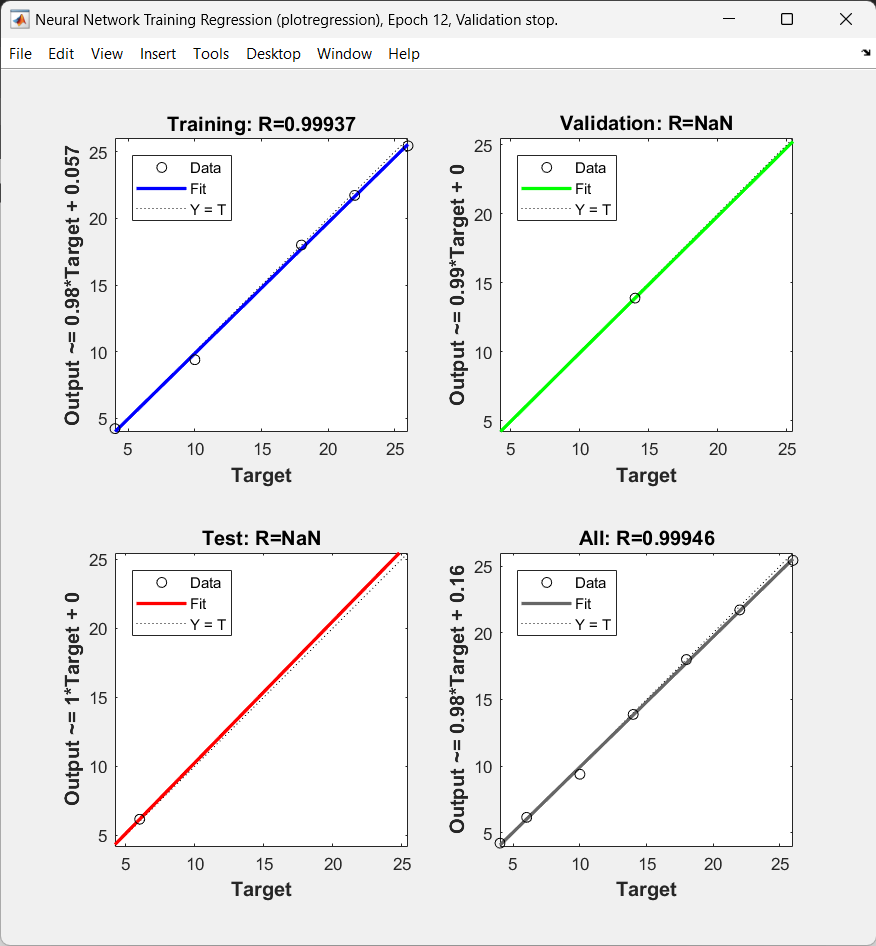 Neural Network Training Regression (plotregression), Epoch 12, Validation stop.
File Edit View Insert Tools Desktop Window Help
Training: R=0.99937
Data
Fit
Y = T
25
20
15
10
5
5 10 15 20 25
Target
Output ~= 0.98*Target + 0.057
Validation: R=NaN
Data
Fit
Y = T
25
20
15
10
5
5 10 15 20 25
Target
Output ~= 0.99*Target + 0
Test: R=NaN
Data
Fit
Y = T
25
20
15
10
5
5 10 15 20 25
Target
Output ~= 1*Target + 0
All: R=0.99946
Data
Fit
Y = T
25
20
15
10
5
5 10 15 20 25
Target
Output ~= 0.98*Target + 0.16